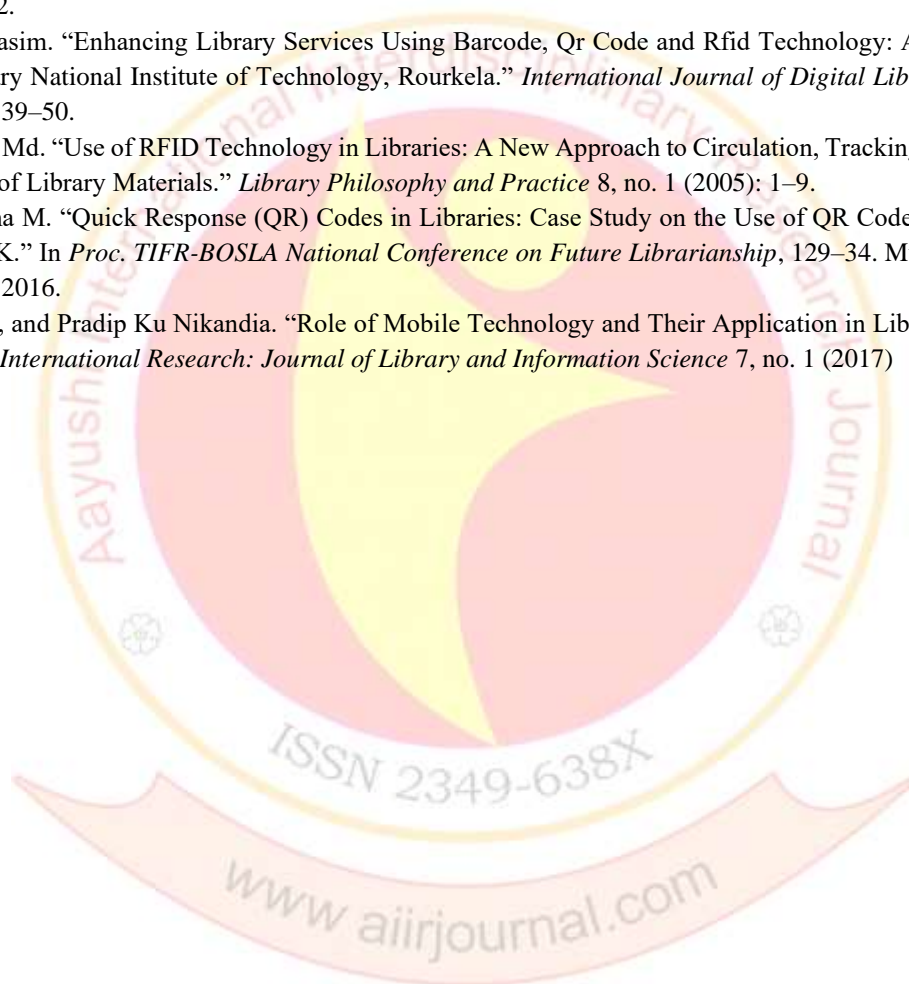 2.
asim. “Enhancing Library Services Using Barcode, Qr Code and Rfid Technology: A
ry National Institute of Technology, Rourkela.” International Journal of Digital Lib
39–50.
Md. “Use of RFID Technology in Libraries: A New Approach to Circulation, Tracking,
of Library Materials.” Library Philosophy and Practice 8, no. 1 (2005): 1–9.
na M. “Quick Response (QR) Codes in Libraries: Case Study on the Use of QR Code
K.” In Proc. TIFR-BOSLA National Conference on Future Librarianship, 129–34. M
2016.
, and Pradip Ku Nikandia. “Role of Mobile Technology and Their Application in Lib
International Research: Journal of Library and Information Science 7, no. 1 (2017)
Aayush International Interdisciplinary Research Journal
ISSN 2349-638X
www aiirjournal.com